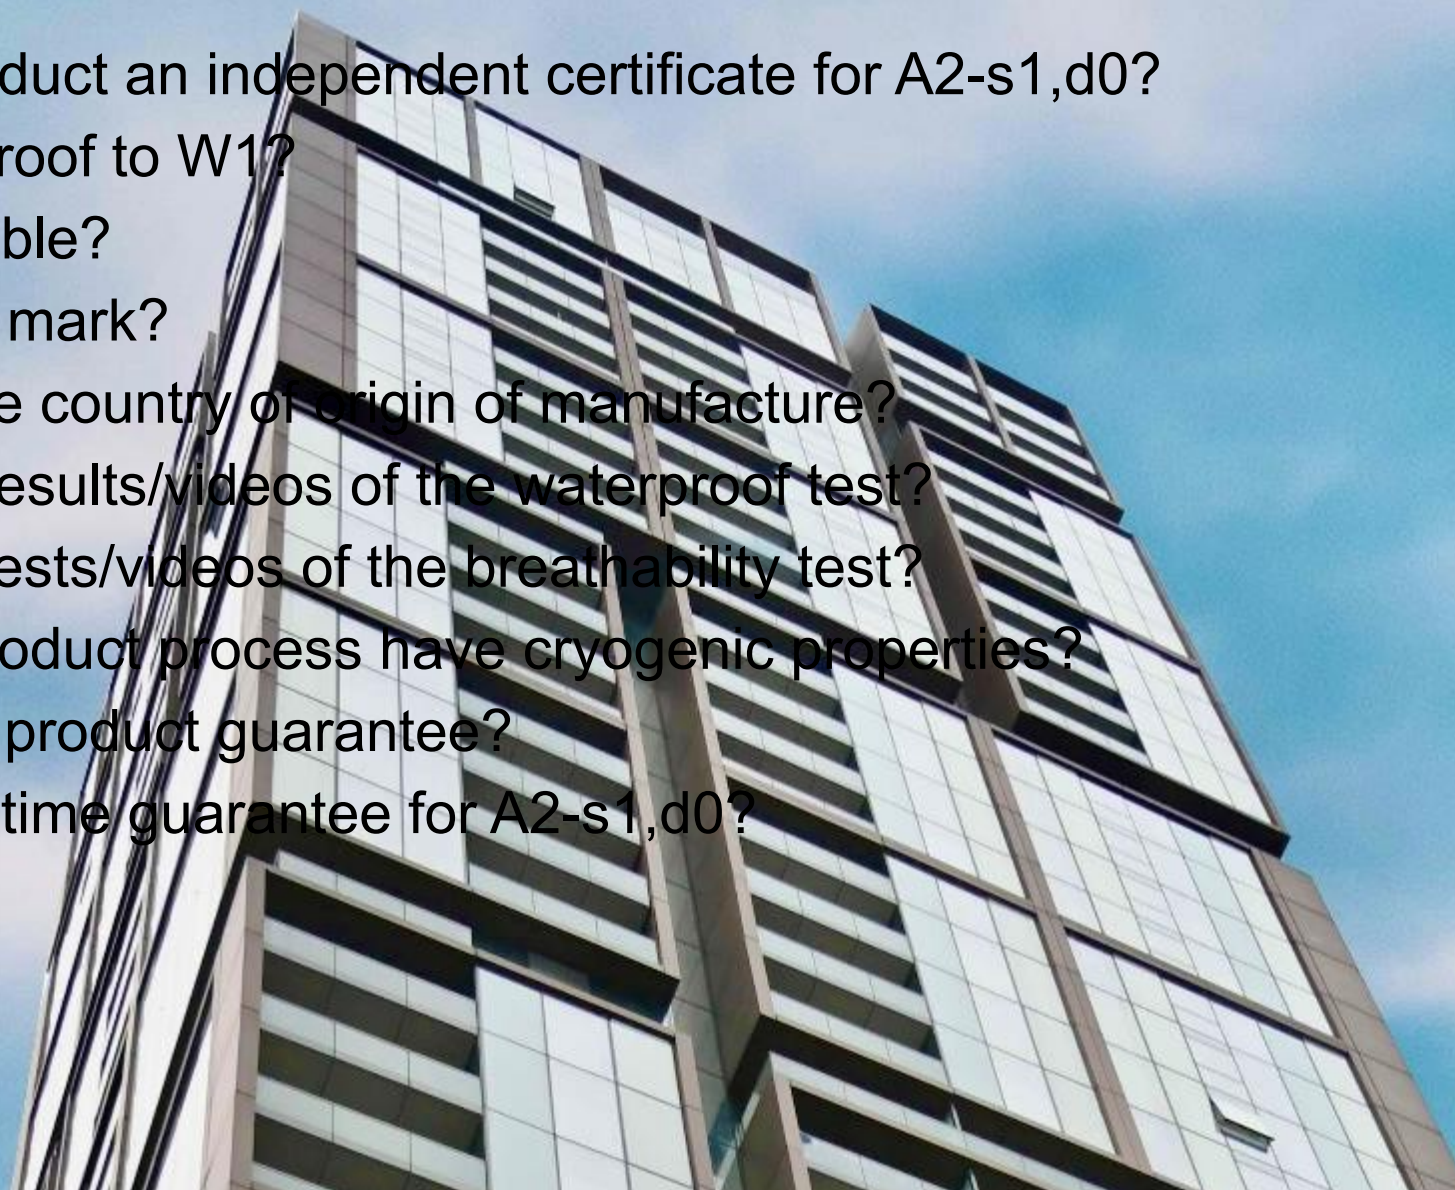 duct an independent certificate for A2-s1,d0?
roof to W1?
ble?
mark?
e country of origin of manufacture?
esults/videos of the waterproof test?
ests/videos of the breathability test?
oduct process have cryogenic properties?
product guarantee?
time guarantee for A2-s1,d0?